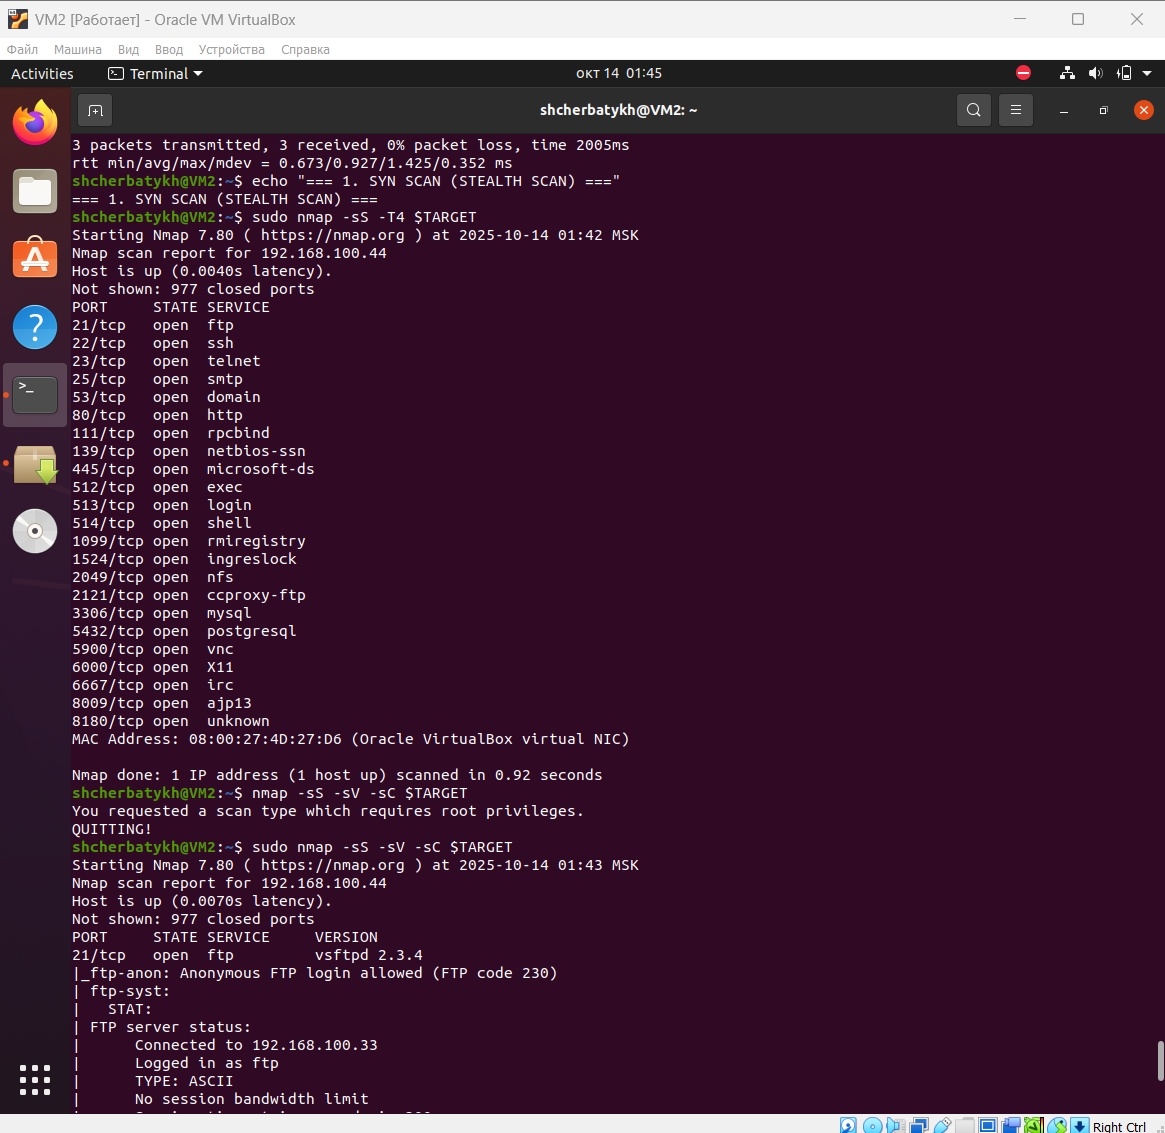 VM2 [Работает] - Oracle VM VirtualBox
Файл Машина Вид Ввод Устройства Справка
Activities Terminal окт 14 01:45
shcherbatykh@VM2: ~
3 packets transmitted, 3 received, 0% packet loss, time 2005ms
rtt min/avg/max/mdev = 0.673/0.927/1.425/0.352 ms
shcherbatykh@VM2:~$ echo "=== 1. SYN SCAN (STEALTH SCAN) ==="
=== 1. SYN SCAN (STEALTH SCAN) ===
shcherbatykh@VM2:~$ sudo nmap -sS -T4 $TARGET
Starting Nmap 7.80 ( https://nmap.org ) at 2025-10-14 01:42 MSK
Nmap scan report for 192.168.100.44
Host is up (0.0040s latency).
Not shown: 977 closed ports
PORT     STATE SERVICE
21/tcp   open  ftp
22/tcp   open  ssh
23/tcp   open  telnet
25/tcp   open  smtp
53/tcp   open  domain
80/tcp   open  http
111/tcp  open  rpcbind
139/tcp  open  netbios-ssn
445/tcp  open  microsoft-ds
512/tcp  open  exec
513/tcp  open  login
514/tcp  open  shell
1099/tcp open  rmiregistry
1524/tcp open  ingreslock
2049/tcp open  nfs
2121/tcp open  ccproxy-ftp
3306/tcp open  mysql
5432/tcp open  postgresql
5900/tcp open  vnc
6000/tcp open  X11
6667/tcp open  irc
8009/tcp open  ajp13
8180/tcp open  unknown
MAC Address: 08:00:27:4D:27:D6 (Oracle VirtualBox virtual NIC)
Nmap done: 1 IP address (1 host up) scanned in 0.92 seconds
shcherbatykh@VM2:~$ nmap -sS -sV -sC $TARGET
You requested a scan type which requires root privileges.
QUITTING!
shcherbatykh@VM2:~$ sudo nmap -sS -sV -sC $TARGET
Starting Nmap 7.80 ( https://nmap.org ) at 2025-10-14 01:43 MSK
Nmap scan report for 192.168.100.44
Host is up (0.0070s latency).
Not shown: 977 closed ports
PORT     STATE SERVICE     VERSION
21/tcp   open  ftp         vsftpd 2.3.4
|_ftp-anon: Anonymous FTP login allowed (FTP code 230)
| ftp-syst:
|   STAT:
| FTP server status:
|      Connected to 192.168.100.33
|      Logged in as ftp
|      TYPE: ASCII
|      No session bandwidth limit
Right Ctrl